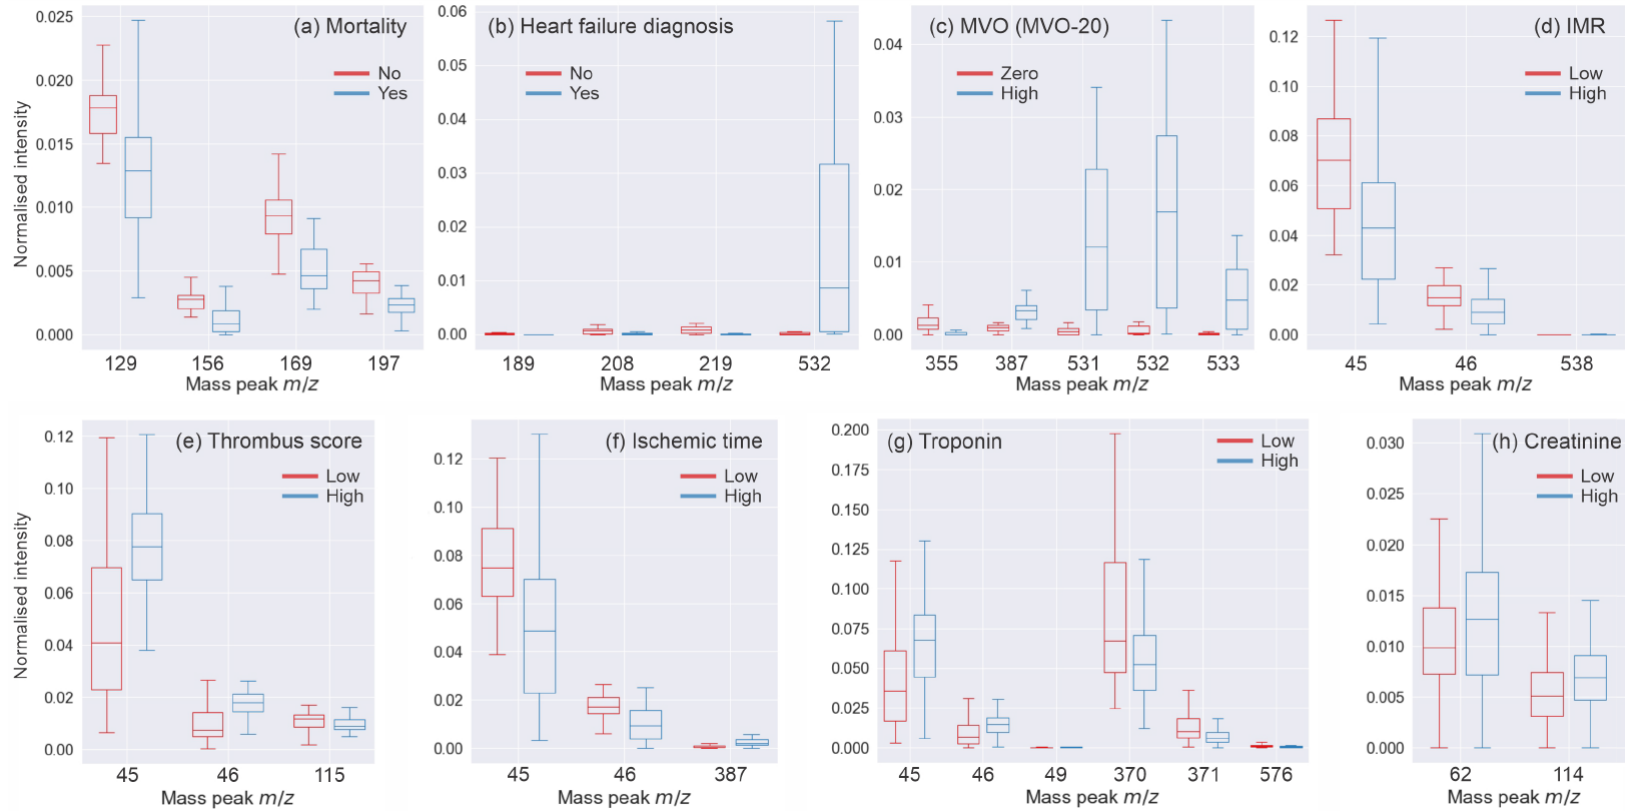 (a) Mortality
No
Yes
Normalised intensity
0.025
0.020
0.015
0.010
0.005
0.000
129 156 169 197
Mass peak m/z
(b) Heart failure diagnosis
No
Yes
0.06
0.05
0.04
0.03
0.02
0.01
0.00
189 208 219 532
Mass peak m/z
(c) MVO (MVO-20)
Zero
High
0.04
0.03
0.02
0.01
0.00
355 387 531 532 533
Mass peak m/z
(d) IMR
Low
High
0.12
0.10
0.08
0.06
0.04
0.02
0.00
45 46 538
Mass peak m/z
(e) Thrombus score
Low
High
Normalised intensity
0.12
0.10
0.08
0.06
0.04
0.02
0.00
45 46 115
Mass peak m/z
(f) Ischemic time
Low
High
0.12
0.10
0.08
0.06
0.04
0.02
0.00
45 46 387
Mass peak m/z
(g) Troponin
Low
High
0.200
0.175
0.150
0.125
0.100
0.075
0.050
0.025
0.000
45 46 49 370 371 576
Mass peak m/z
(h) Creatinine
Low
High
0.030
0.025
0.020
0.015
0.010
0.005
0.000
62 114
Mass peak m/z